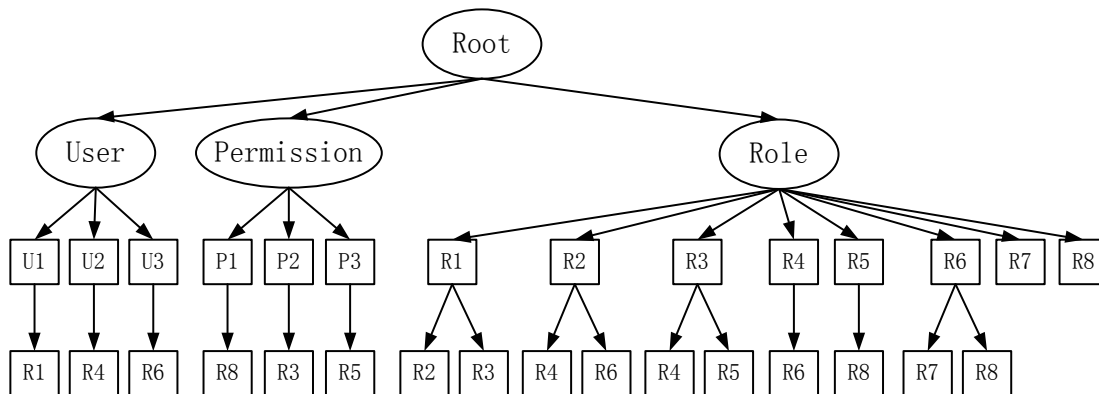 Root
User Permission Role
U1 U2 U3 P1 P2 P3 R1 R2 R3 R4 R5 R6 R7 R8
R1 R4 R6 R8 R3 R5 R2 R3 R4 R6 R4 R5 R6 R8 R7 R8